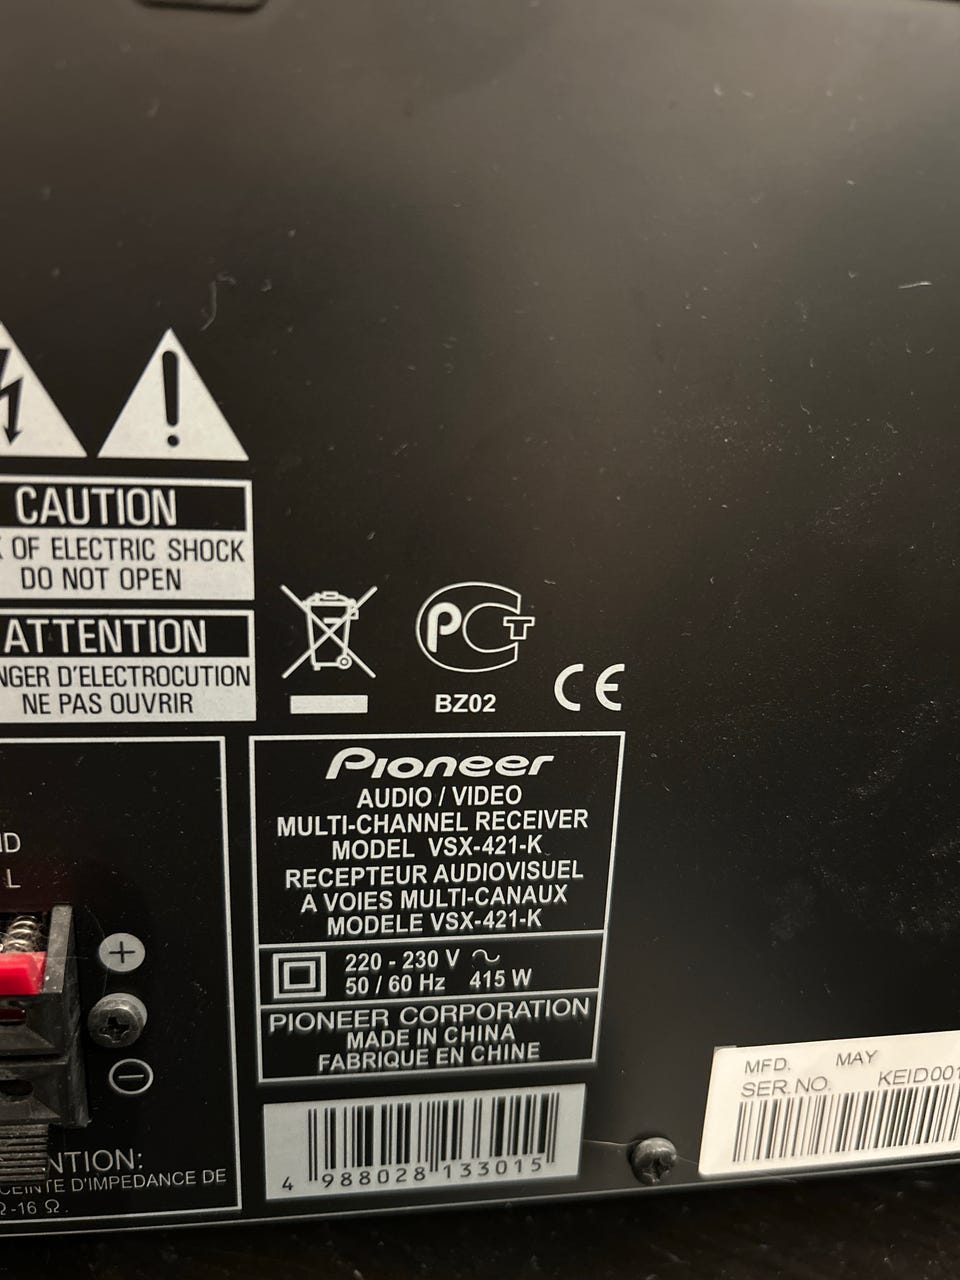 CAUTION
OF ELECTRIC SHOCK
DO NOT OPEN
ATTENTION
NGER D'ELECTROCUTION
NE PAS OUVRIR
PCT
BZ02
CE
Pioneer
AUDIO / VIDEO
MULTI-CHANNEL RECEIVER
MODEL VSX-421-K
RECEPTEUR AUDIOVISUEL
A VOIES MULTI-CANAUX
MODELE VSX-421-K
220 - 230 V ~
50 / 60 Hz 415 W
PIONEER CORPORATION
MADE IN CHINA
FABRIQUE EN CHINE
4 988028 133015
ND
L
+
−
NTION:
CEINTE D'IMPEDANCE DE
Ω-16 Ω.
MFD. MAY
SER.NO. KEID001